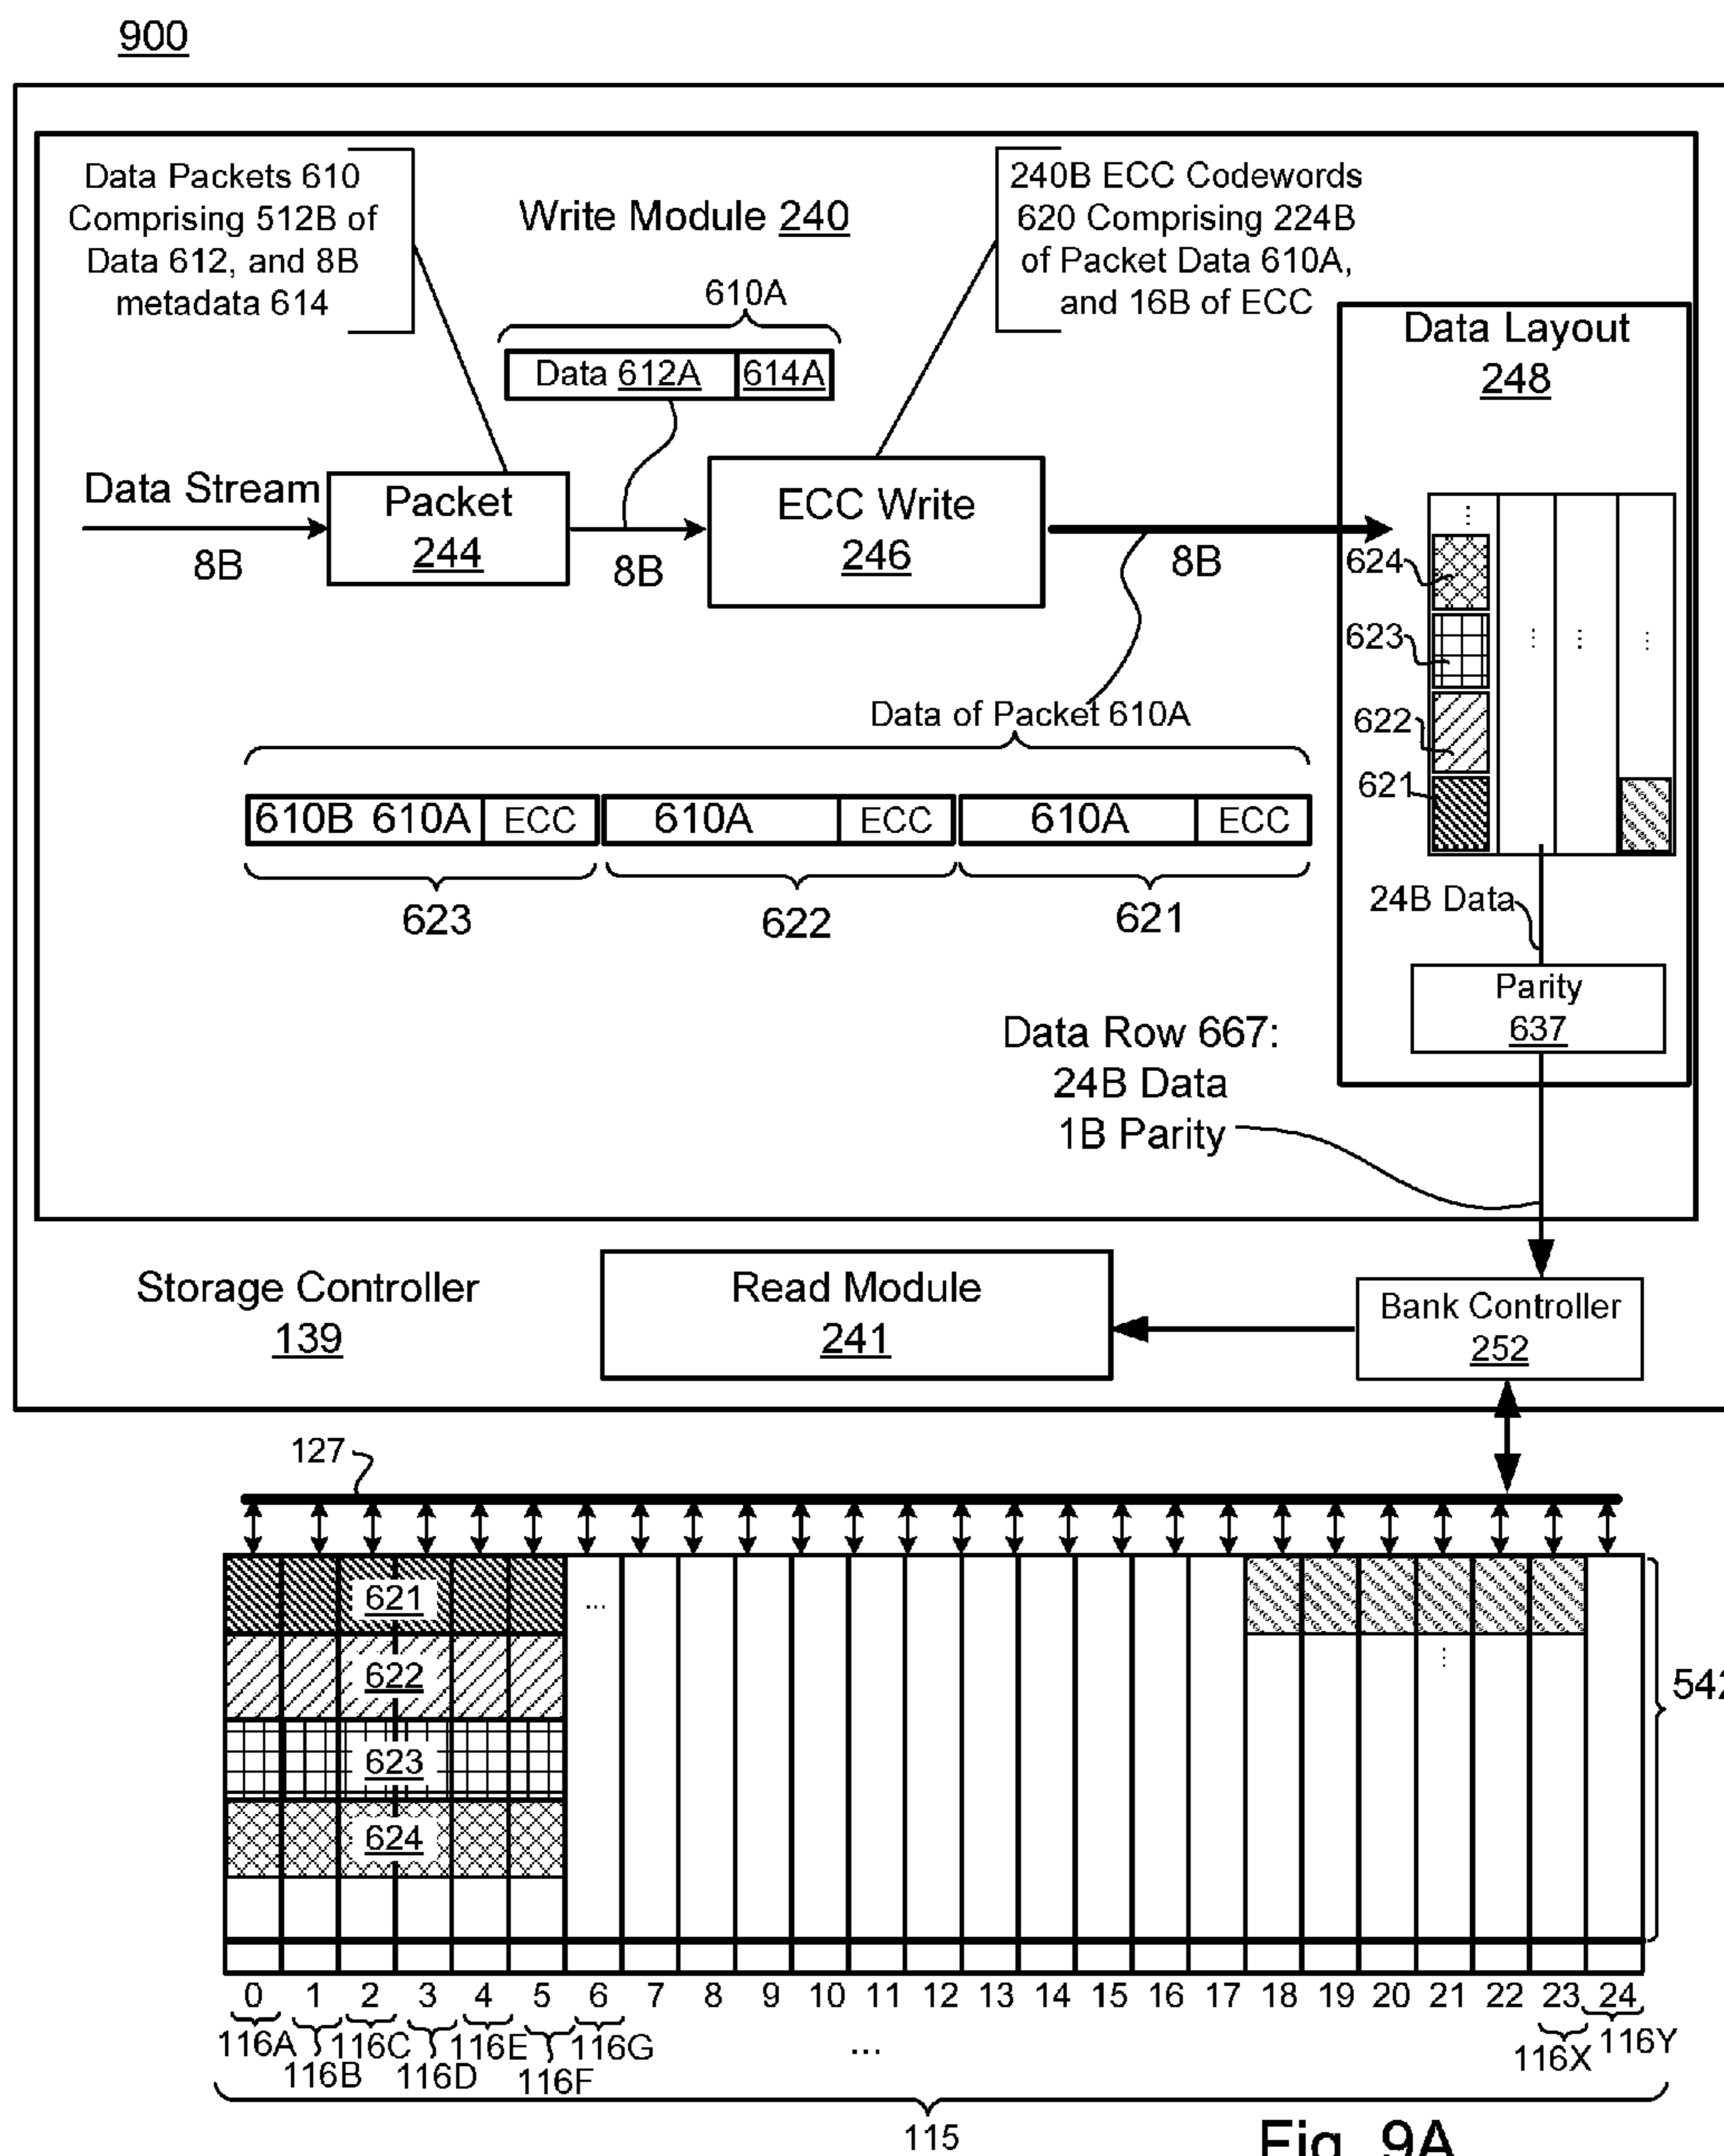 900
Data Packets 610
Comprising 512B of
Data 612, and 8B
metadata 614
Write Module 240
240B ECC Codewords
620 Comprising 224B
of Packet Data 610A,
and 16B of ECC
610A
Data 612A
614A
Data Layout
248
Data Stream
8B
Packet
244
8B
ECC Write
246
8B
⋮
624
623
⋮
⋮
⋮
622
621
Data of Packet 610A
610B 610A
ECC
610A
ECC
610A
ECC
623
622
621
24B Data
Parity
637
Data Row 667:
24B Data
1B Parity
Storage Controller
139
Read Module
241
Bank Controller
252
127
621
...
622
⋮
542
623
624
0 1 2 3 4 5 6 7 8 9 10 11 12 13 14 15 16 17 18 19 20 21 22 23 24
116A 116C 116E 116G ... 116Y
116B 116D 116F 116X
115
Fig. 9A